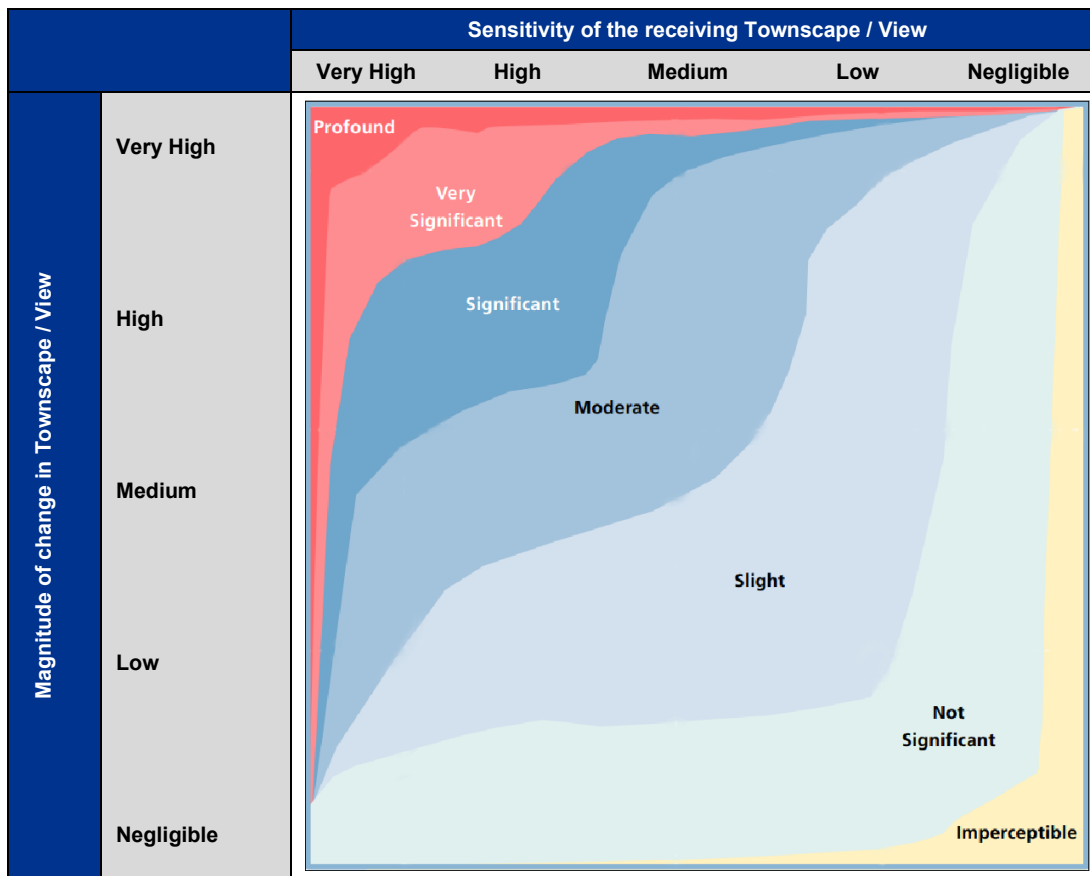 Sensitivity of the receiving Townscape / View
Very High High Medium Low Negligible
Magnitude of change in Townscape / View
Very High
High
Medium
Low
Negligible
Profound
Very
Significant
Significant
Moderate
Slight
Not
Significant
Imperceptible